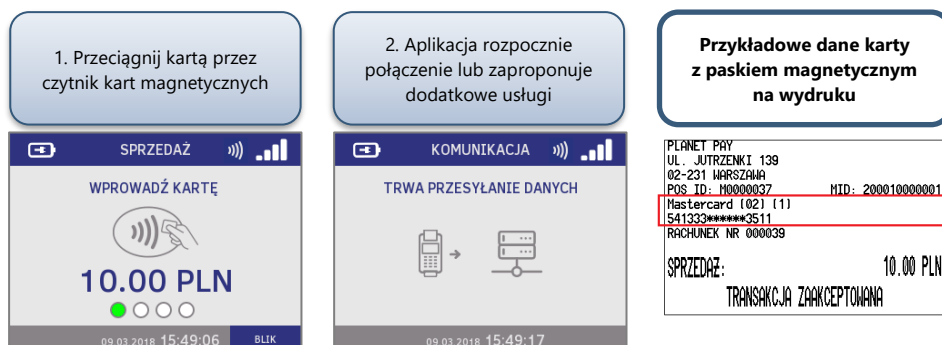 1. Przeciągnij kartą przez
czytnik kart magnetycznych
2. Aplikacja rozpocznie
połączenie lub zaproponuje
dodatkowe usługi
Przykładowe dane karty
z paskiem magnetycznym
na wydruku
SPRZEDAŻ
WPROWADŹ KARTĘ
10.00 PLN
09.03.2018 15:49:06
BLIK
KOMUNIKACJA
TRWA PRZESYŁANIE DANYCH
09.03.2018 15:49:17
PLANET PAY
UL. JUTRZENKI 139
02-231 WARSZAWA
POS ID: M0000037 MID: 200010000001
Mastercard (02) (1)
541333******3511
RACHUNEK NR 000039
SPRZEDAŻ: 10.00 PLN
TRANSAKCJA ZAAKCEPTOWANA